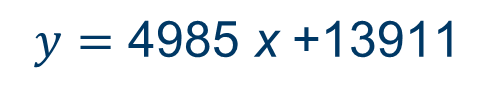 y = 4985 x +13911